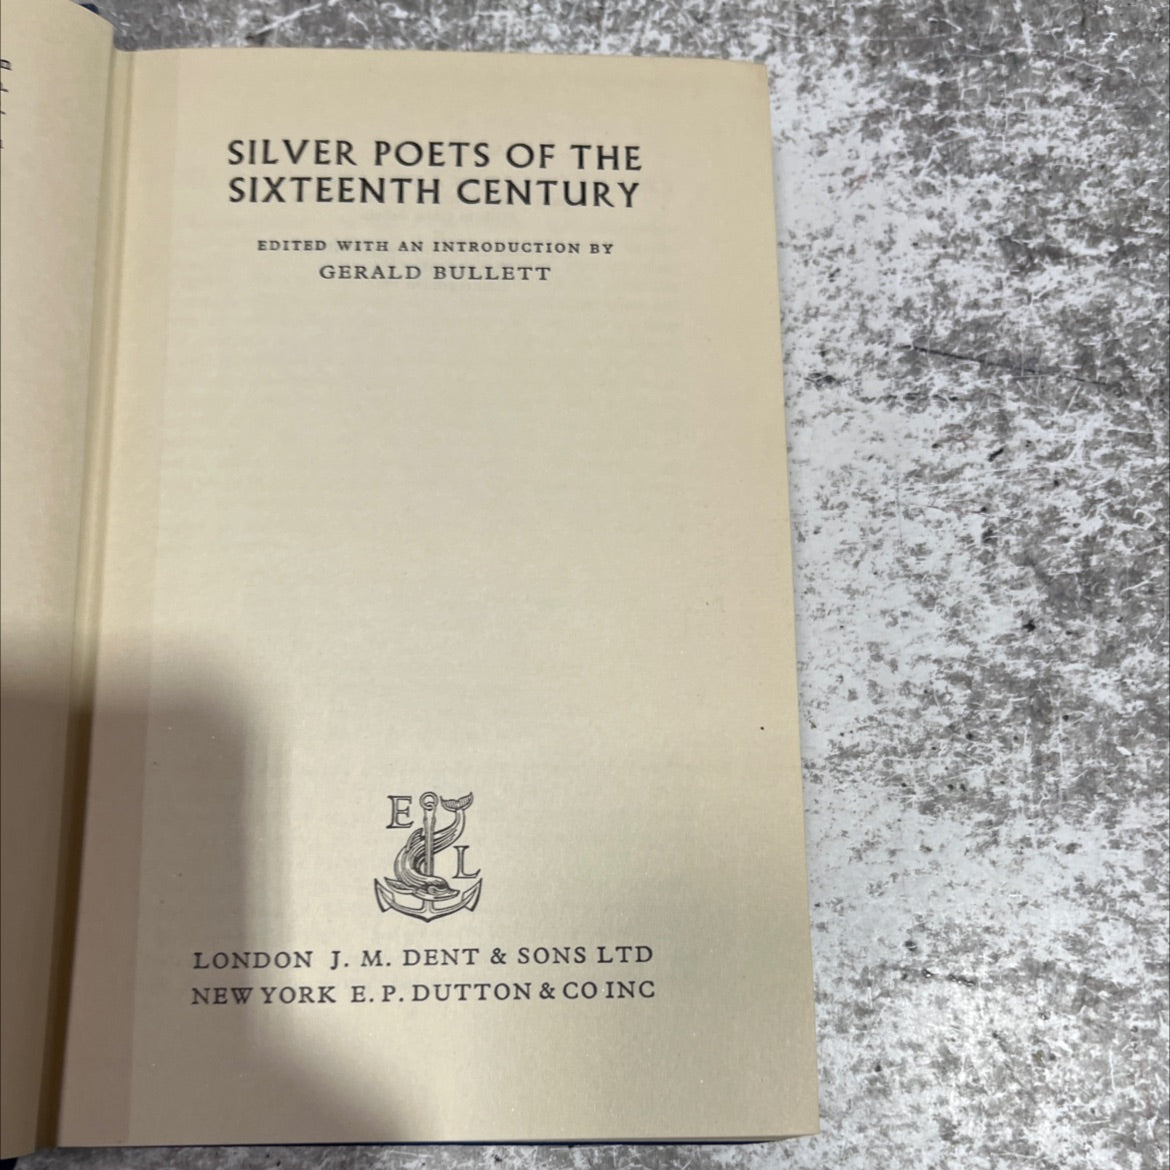 SILVER POETS OF THE
SIXTEENTH CENTURY
EDITED WITH AN INTRODUCTION BY
GERALD BULLETT
E
L
LONDON J. M. DENT & SONS LTD
NEW YORK E. P. DUTTON & CO INC